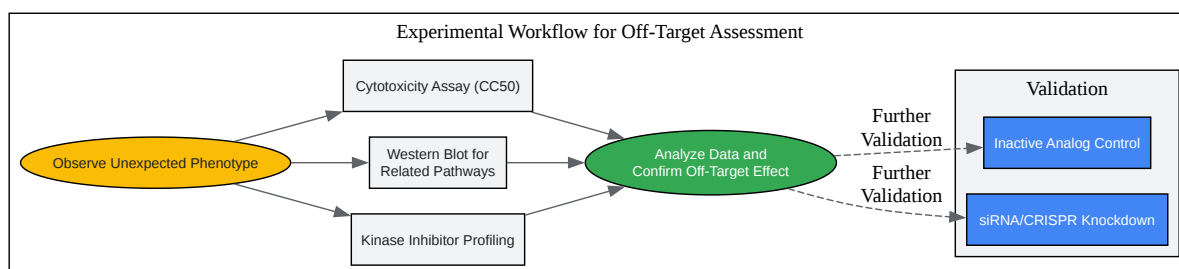 Experimental Workflow for Off-Target Assessment
Observe Unexpected Phenotype
Cytotoxicity Assay (CC50)
Western Blot for
Related Pathways
Kinase Inhibitor Profiling
Analyze Data and
Confirm Off-Target Effect
Further
Validation
Further
Validation
Validation
Inactive Analog Control
siRNA/CRISPR Knockdown